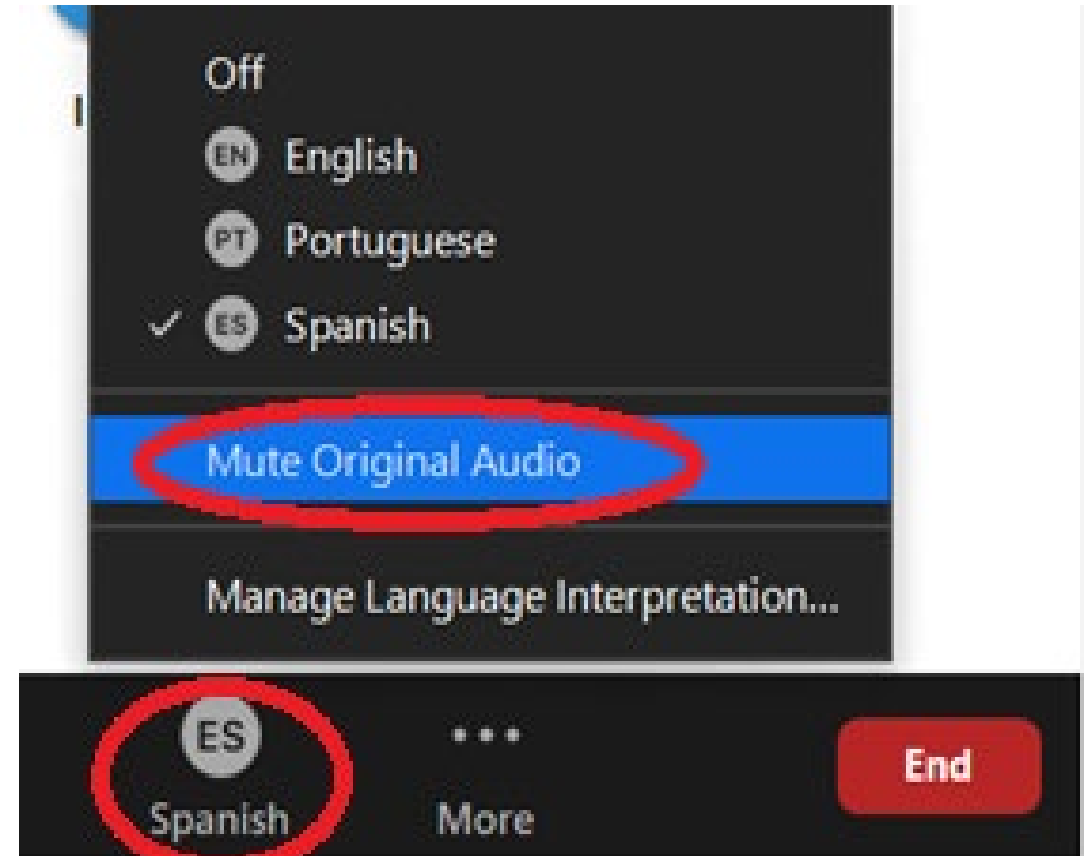 Off
EN English
PT Portuguese
ES Spanish
Mute Original Audio
Manage Language Interpretation...
ES
Spanish
More
End